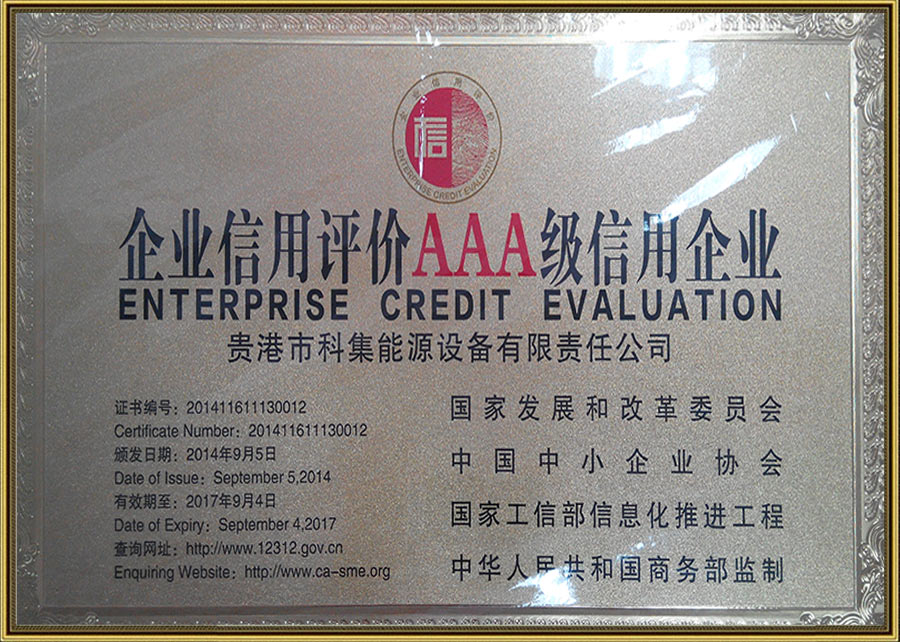 企业信用评价
信
ENTERPRISE CREDIT EVALUATION
企业信用评价AAA级信用企业
ENTERPRISE CREDIT EVALUATION
贵港市科集能源设备有限责任公司
证书编号：201411611130012
Certificate Number：201411611130012
颁发日期：2014年9月5日
Date of Issue：September 5,2014
有效期至：2017年9月4日
Date of Expiry：September 4,2017
查询网址：http://www.12312.gov.cn
Enquiring Website：http://www.ca-sme.org
国家发展和改革委员会
中国中小企业协会
国家工信部信息化推进工程
中华人民共和国商务部监制